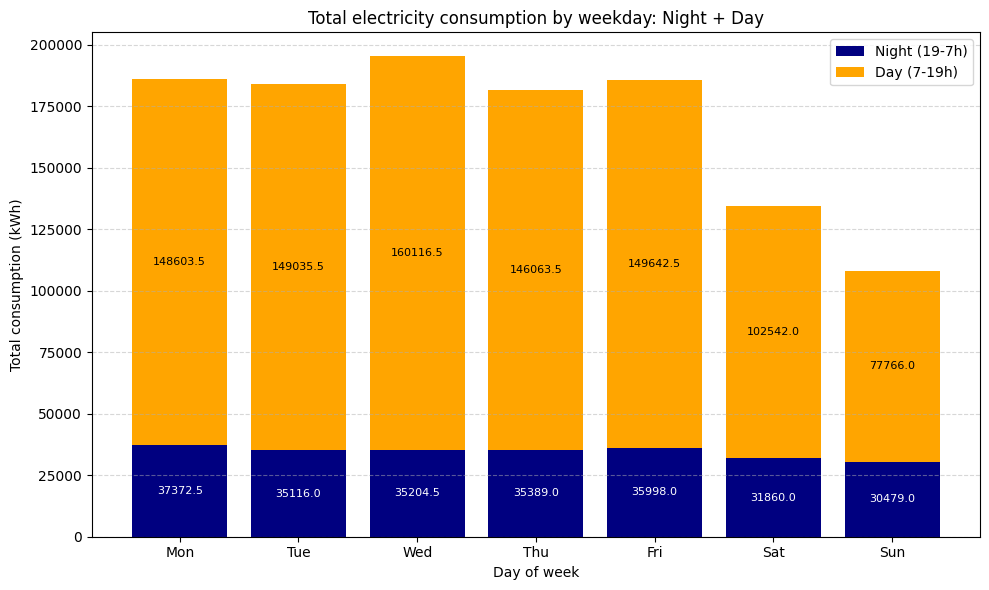 Total electricity consumption by weekday: Night + Day
Night (19-7h)
Day (7-19h)
Total consumption (kWh)
200000
175000
150000
125000
100000
75000
50000
25000
0
148603.5
149035.5
160116.5
146063.5
149642.5
102542.0
77766.0
37372.5
35116.0
35204.5
35389.0
35998.0
31860.0
30479.0
Mon
Tue
Wed
Thu
Fri
Sat
Sun
Day of week